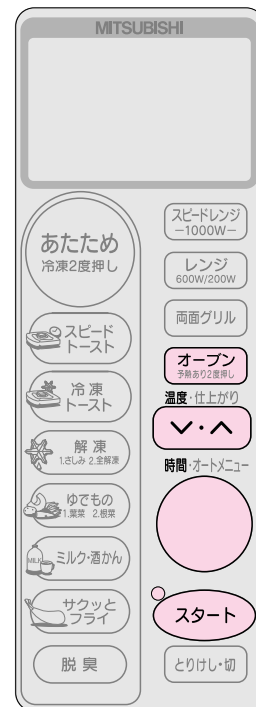 MITSUBISHI
あたため
冷凍2度押し
スピード
トースト
冷凍
トースト
解凍
1.さしみ 2.全解凍
ゆでもの
1.葉菜 2.根菜
MILK
ミルク・酒かん
サクッと
フライ
脱臭
スピードレンジ
−1000W−
レンジ
600W/200W
両面グリル
オーブン
予熱あり2度押し
温度・仕上がり
時間・オートメニュー
スタート
とりけし・切